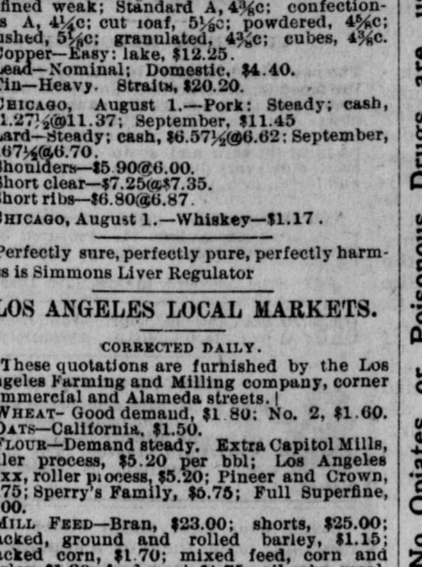 fined weak; Standard A, 4⅜c; confection-
s A, 4¼c; cut loaf, 5⅛c; powdered, 4⅝c;
shed, 5⅛c; granulated, 4¾c; cubes, 4⅜c.
Copper—Easy: lake, $12.25.
Lead—Nominal; Domestic, $4.40.
Tin—Heavy. Straits, $20.20.
CHICAGO, August 1.—Pork: Steady; cash,
1.27½@11.37; September, $11.45
Lard—Steady; cash, $6.57½@6.62: September,
67½@6.70.
Shoulders—$5.90@6.00.
Short clear—$7.25@$7.35.
Short ribs—$6.80@6.87.
CHICAGO, August 1.—Whiskey—$1.17.
Perfectly sure, perfectly pure, perfectly harm-
s is Simmons Liver Regulator
LOS ANGELES LOCAL MARKETS.
CORRECTED DAILY.
These quotations are furnished by the Los
ngeles Farming and Milling company, corner
mmercial and Alameda streets.
WHEAT- Good demand, $1 80: No. 2, $1.60.
OATS—California, $1.50.
FLOUR—Demand steady. Extra Capitol Mills,
ller process, $5.20 per bbl; Los Angeles
xxx, roller process, $5.20; Pineer and Crown,
75; Sperry's Family, $5.75; Full Superfine,
00.
MILL FEED—Bran, $23.00; shorts, $25.00;
acked, ground and rolled barley, $1.15;
acked corn, $1.70; mixed feed, corn and
No Opiates or Poisonous Drugs are u